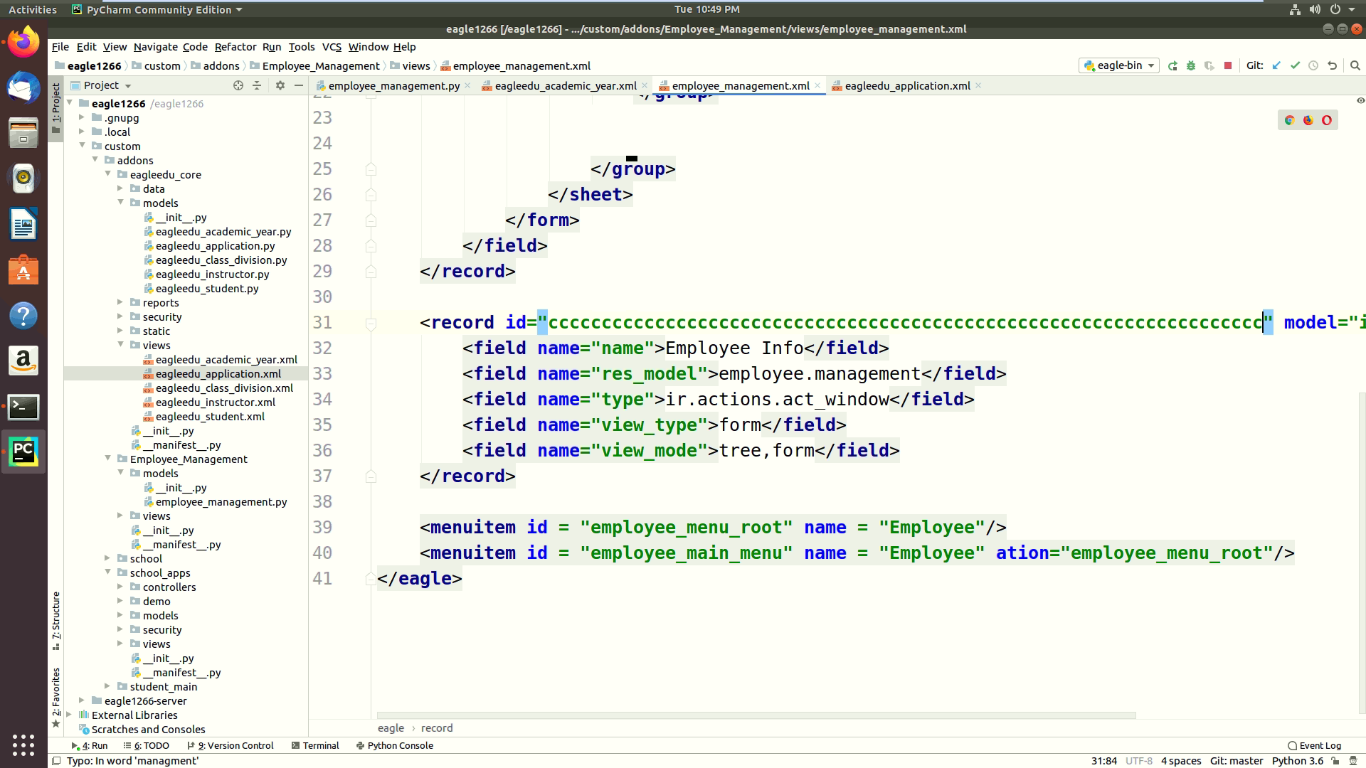 Activities PyCharm Community Edition Tue 10:49 PM
eagle1266 [/eagle1266] - .../custom/addons/Employee_Management/views/employee_management.xml
File Edit View Navigate Code Refactor Run Tools VCS Window Help
eagle1266 custom addons Employee_Management views employee_management.xml eagle-bin Git:
Project employee_management.py eagleedu_academic_year.xml employee_management.xml eagleedu_application.xml
1: Project
eagle1266 /eagle1266
.gnupg
.local
custom
addons
eagleedu_core
data
models
__init__.py
eagleedu_academic_year.py
eagleedu_application.py
eagleedu_class_division.py
eagleedu_instructor.py
eagleedu_student.py
reports
security
static
views
eagleedu_academic_year.xml
eagleedu_application.xml
eagleedu_class_division.xml
eagleedu_instructor.xml
eagleedu_student.xml
__init__.py
__manifest__.py
Employee_Management
models
__init__.py
employee_management.py
views
__init__.py
__manifest__.py
school
school_apps
controllers
demo
models
security
views
__init__.py
__manifest__.py
student_main
eagle1266-server
External Libraries
Scratches and Consoles
7: Structure
2: Favorites
22 </group>
23
24
25 </group>
26 </sheet>
27 </form>
28 </field>
29 </record>
30
31 <record id="ccccccccccccccccccccccccccccccccccccccccccccccccccccccccccccccccccc" model="i
32 <field name="name">Employee Info</field>
33 <field name="res_model">employee.management</field>
34 <field name="type">ir.actions.act_window</field>
35 <field name="view_type">form</field>
36 <field name="view_mode">tree,form</field>
37 </record>
38
39 <menuitem id = "employee_menu_root" name = "Employee"/>
40 <menuitem id = "employee_main_menu" name = "Employee" ation="employee_menu_root"/>
41 </eagle>
eagle › record
4: Run 6: TODO 9: Version Control Terminal Python Console Event Log
Typo: In word 'managment' 31:84 UTF-8 4 spaces Git: master Python 3.6